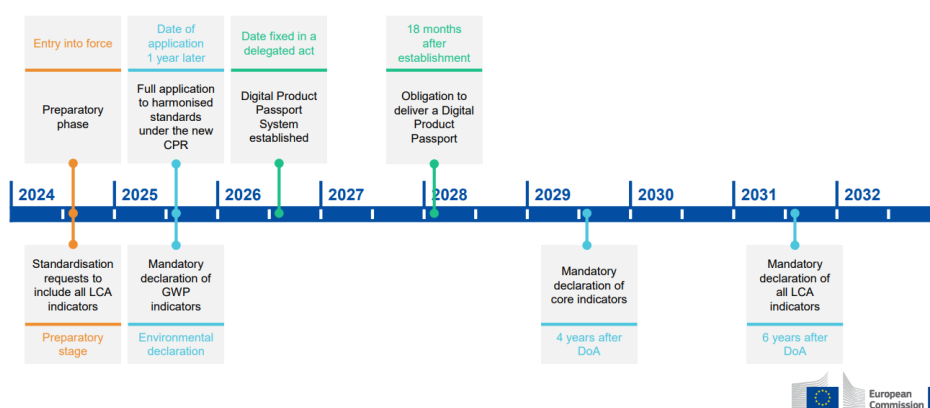 Entry into force
Preparatory
phase
Date of
application
1 year later
Full application
to harmonised
standards
under the new
CPR
Date fixed in a
delegated act
Digital Product
Passport
System
established
18 months
after
establishment
Obligation to
deliver a Digital
Product
Passport
2024 2025 2026 2027 2028 2029 2030 2031 2032
Standardisation
requests to
include all LCA
indicators
Preparatory
stage
Mandatory
declaration of
GWP
indicators
Environmental
declaration
Mandatory
declaration of
core indicators
4 years after
DoA
Mandatory
declaration of
all LCA
indicators
6 years after
DoA
European
Commission